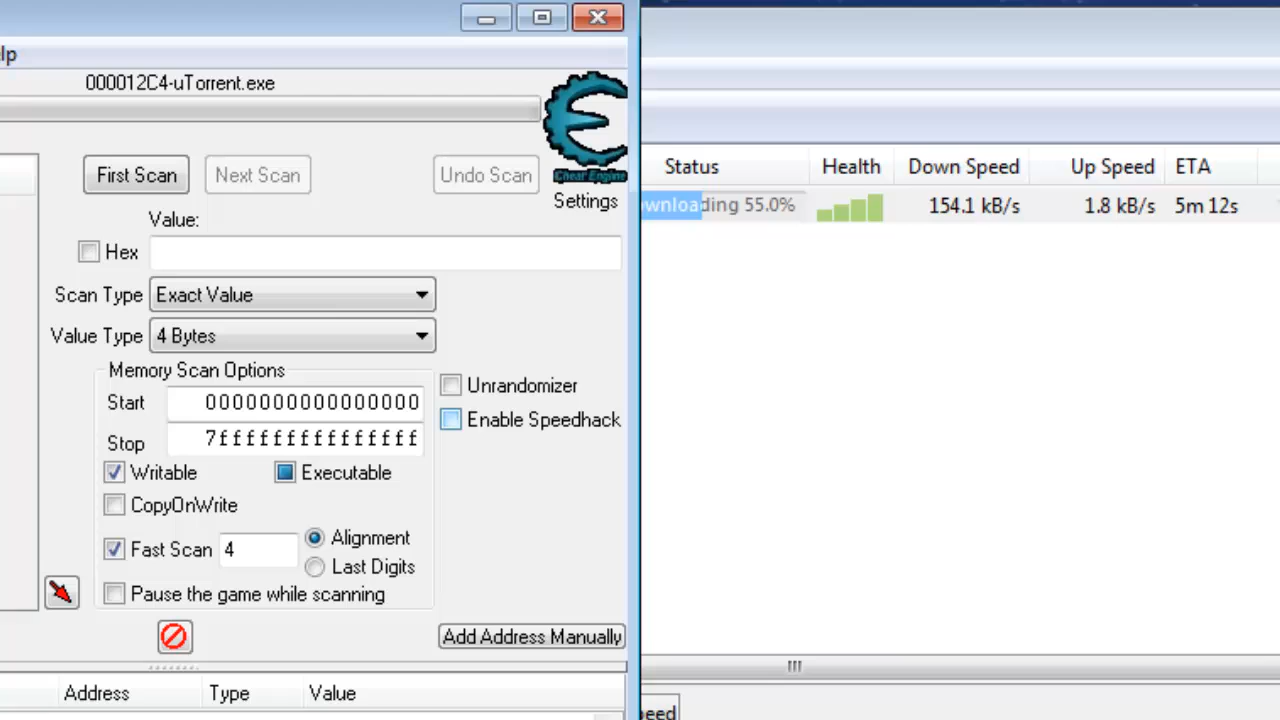 lp
000012C4-uTorrent.exe
First Scan
Next Scan
Undo Scan
Cheat Engine
Settings
Value:
Hex
Scan Type
Exact Value
Value Type
4 Bytes
Memory Scan Options
Start
0000000000000000
Stop
7fffffffffffffff
Unrandomizer
Enable Speedhack
Writable
Executable
CopyOnWrite
Fast Scan
4
Alignment
Last Digits
Pause the game while scanning
Add Address Manually
Address
Type
Value
Status
Health
Down Speed
Up Speed
ETA
wnloading 55.0%
154.1 kB/s
1.8 kB/s
5m 12s
peed